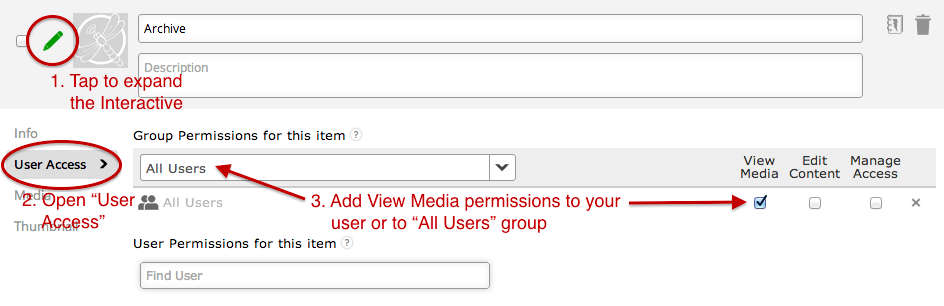 Archive
Description
1. Tap to expand
the Interactive
Info
Group Permissions for this item ?
User Access
All Users
View
Media
Edit
Content
Manage
Access
Media
2. Open “User
Access”
All Users
3. Add View Media permissions to your
user or to “All Users” group
Thumbnail
User Permissions for this item ?
Find User